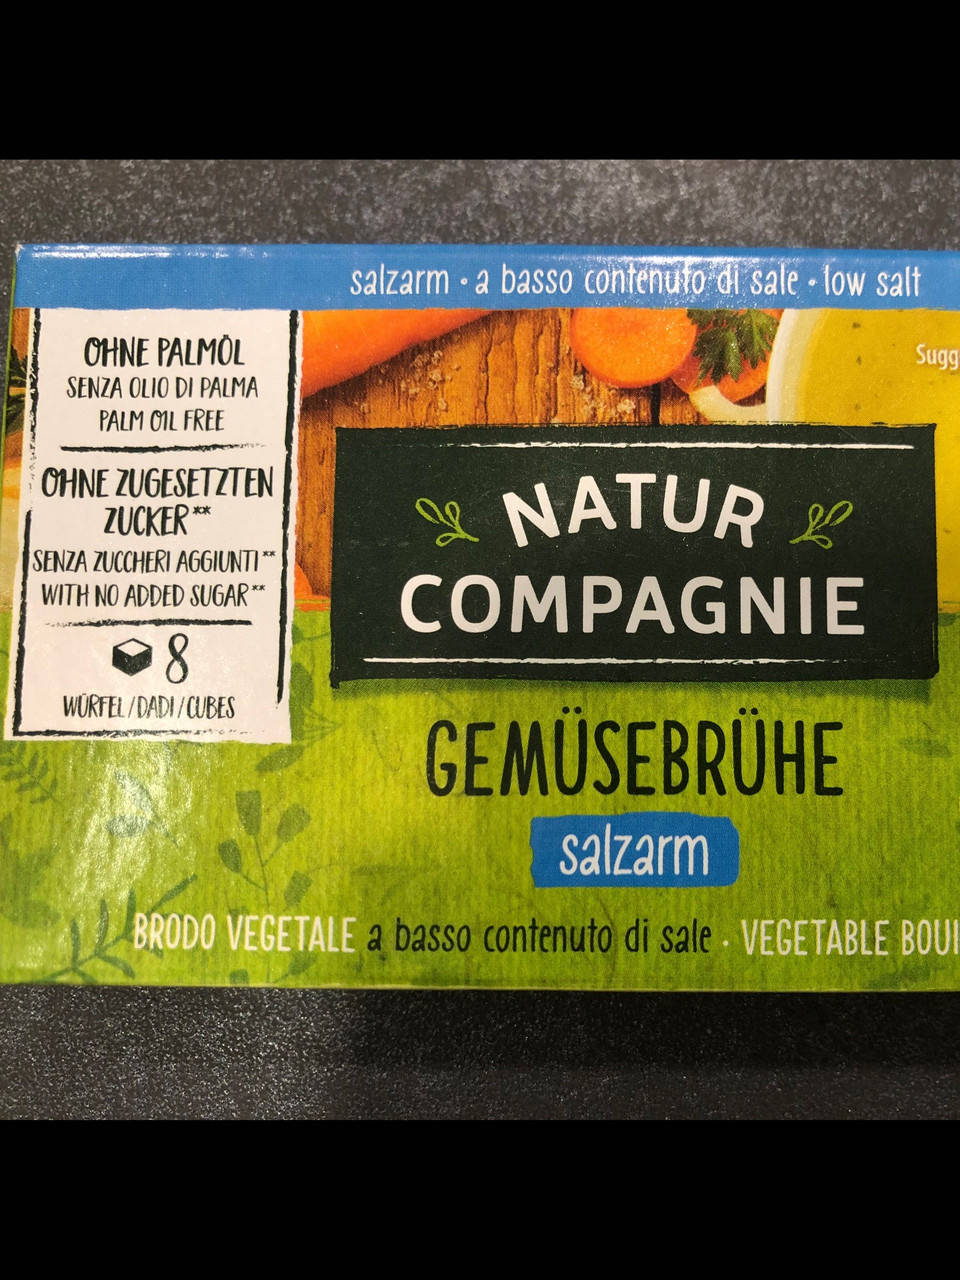 salzarm • a basso contenuto di sale • low salt
OHNE PALMÖL
SENZA OLIO DI PALMA
PALM OIL FREE
OHNE ZUGESETZTEN
ZUCKER**
SENZA ZUCCHERI AGGIUNTI**
WITH NO ADDED SUGAR**
8
WÜRFEL/DADI/CUBES
NATUR
COMPAGNIE
GEMÜSEBRÜHE
salzarm
BRODO VEGETALE a basso contenuto di sale · VEGETABLE